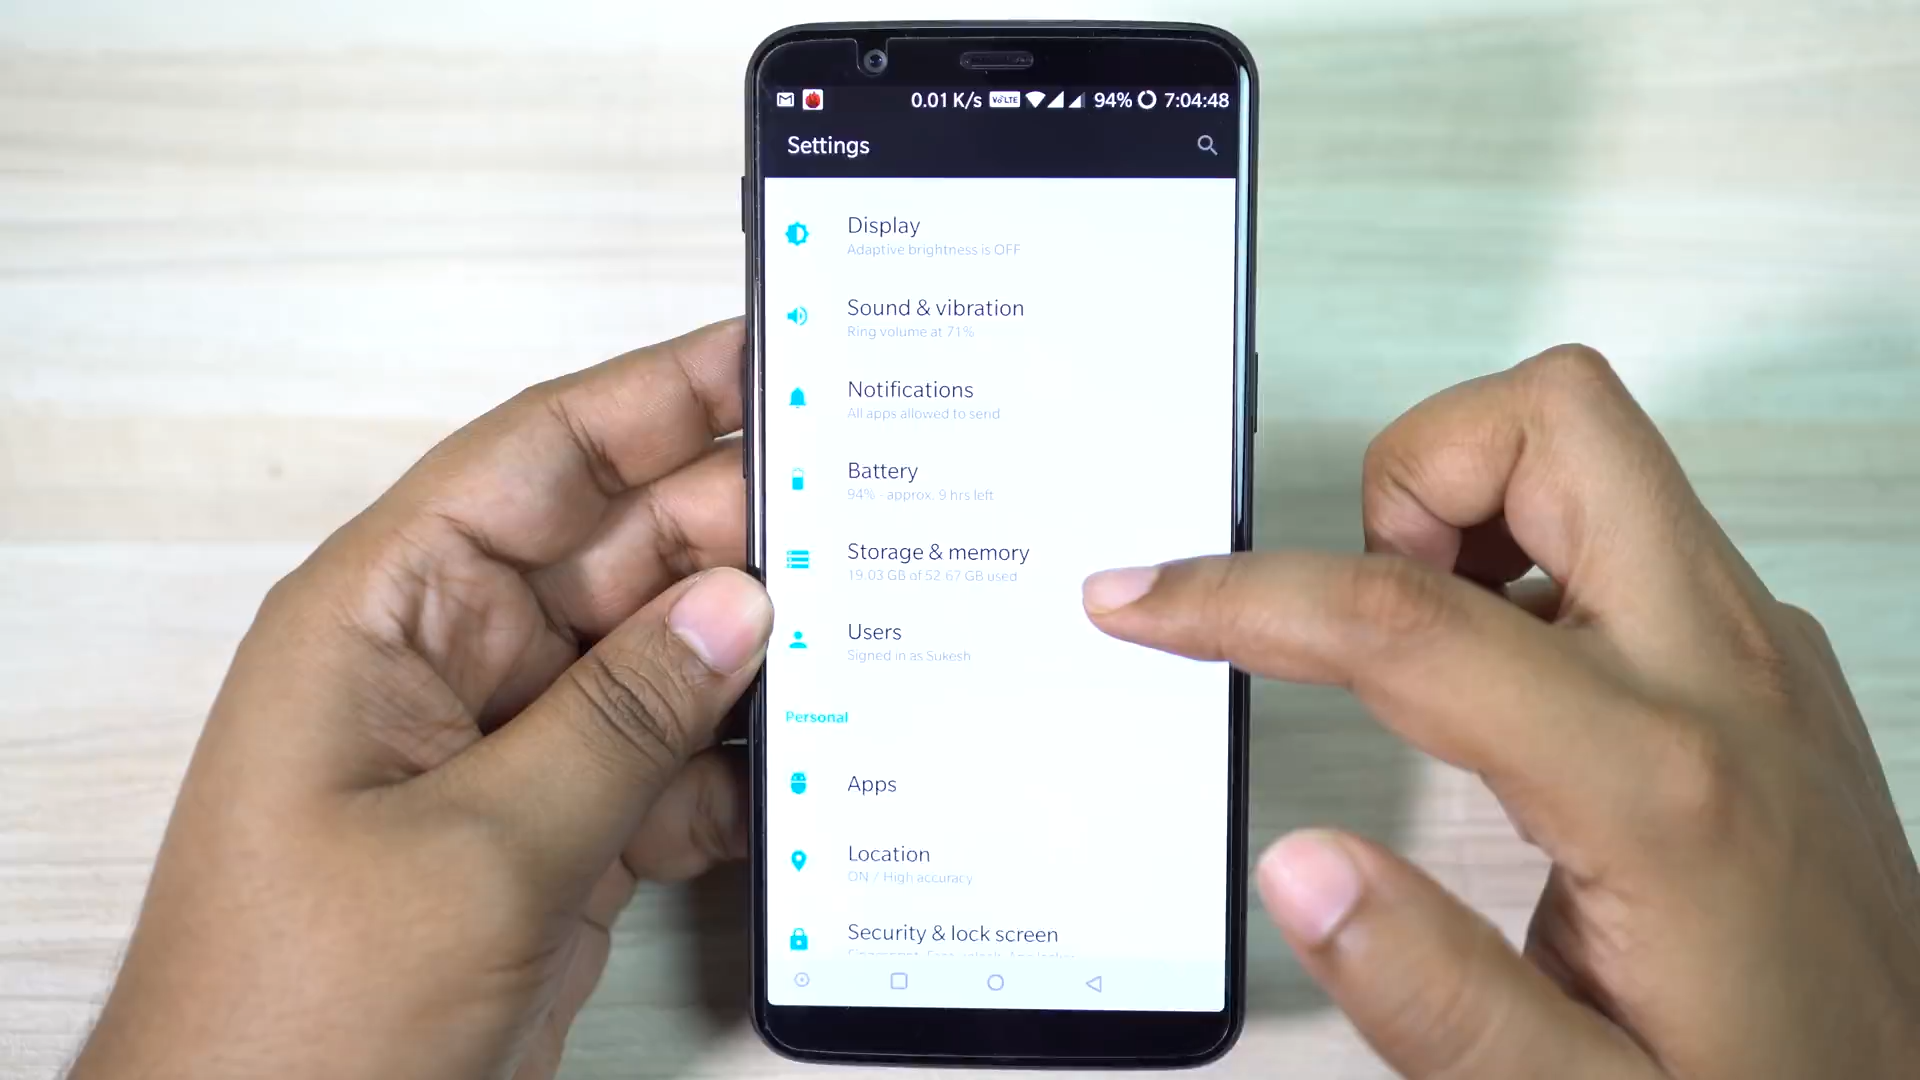 0.01 K/s VoLTE 94% 7:04:48
Settings
Display
Adaptive brightness is OFF
Sound & vibration
Ring volume at 71%
Notifications
All apps allowed to send
Battery
94% - approx. 9 hrs left
Storage & memory
19.03 GB of 52.67 GB used
Users
Signed in as Sukesh
Personal
Apps
Location
ON / High accuracy
Security & lock screen